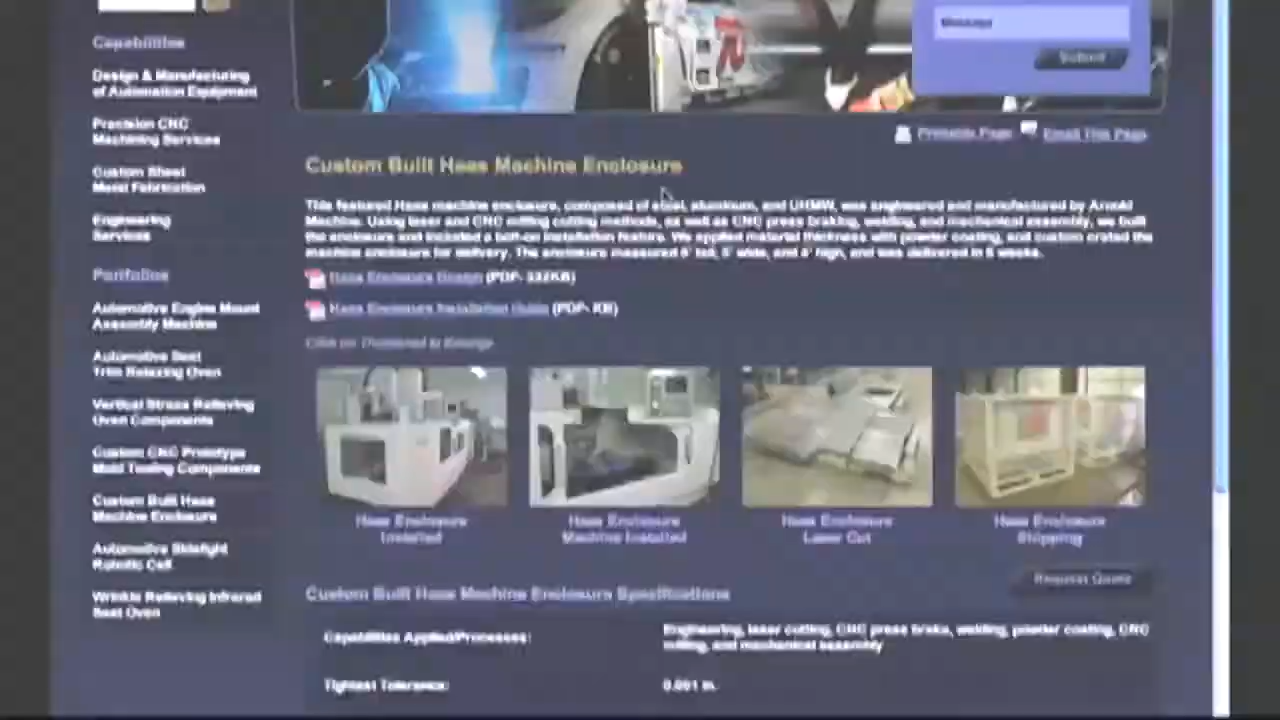 Capabilities
Design & Manufacturing
of Automation Equipment
Precision CNC
Machining Services
Custom Sheet
Metal Fabrication
Engineering
Services
Portfolios
Automotive Engine Mount
Assembly Machine
Automotive Seat
Trim Relaxing Oven
Vertical Stress Relieving
Oven Components
Custom CNC Prototype
Mold Tooling Components
Custom Built Haas
Machine Enclosure
Automotive Skidfight
Robotic Cell
Wrinkle Relieving Infrared
Seat Oven
Message
Submit
Printable Page
Email This Page
Custom Built Haas Machine Enclosure
This featured Haas machine enclosure, composed of steel, aluminum, and UHMW, was engineered and manufactured by Arnold
Machine. Using laser and CNC milling cutting methods, as well as CNC press braking, welding, and mechanical assembly, we built
the enclosure and included a bolt-on installation feature. We applied material thickness with powder coating, and custom crated the
machine enclosure for delivery. The enclosure measured 6' tall, 5' wide, and 4' high, and was delivered in 5 weeks.
Haas Enclosure Design (PDF- 332KB)
Haas Enclosure Installation Guide (PDF- KB)
Click on Thumbnail to Enlarge
Haas Enclosure
Installed
Haas Enclosure
Machine Installed
Haas Enclosure
Laser Cut
Haas Enclosure
Shipping
Request Quote
Custom Built Haas Machine Enclosure Specifications
Capabilities Applied/Processes:
Engineering, laser cutting, CNC press brake, welding, powder coating, CNC
milling, and mechanical assembly
Tightest Tolerance:
0.001 in.